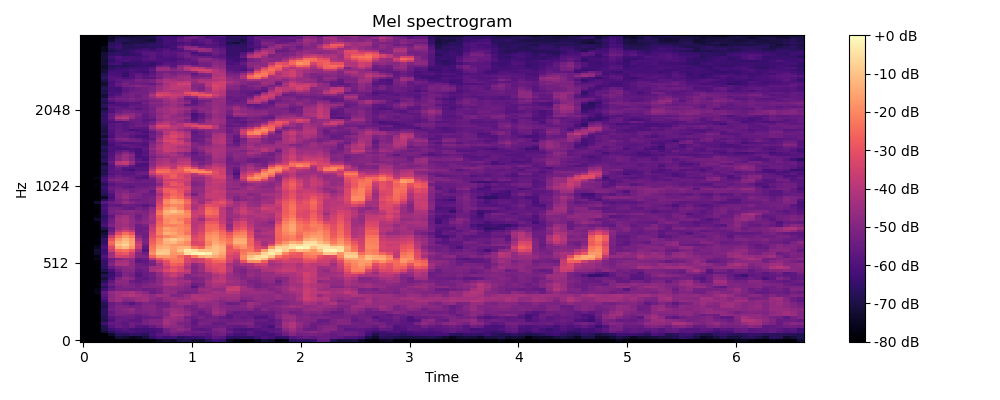 Mel spectrogram
Hz
2048
1024
512
0
0 1 2 3 4 5 6
Time
+0 dB
-10 dB
-20 dB
-30 dB
-40 dB
-50 dB
-60 dB
-70 dB
-80 dB